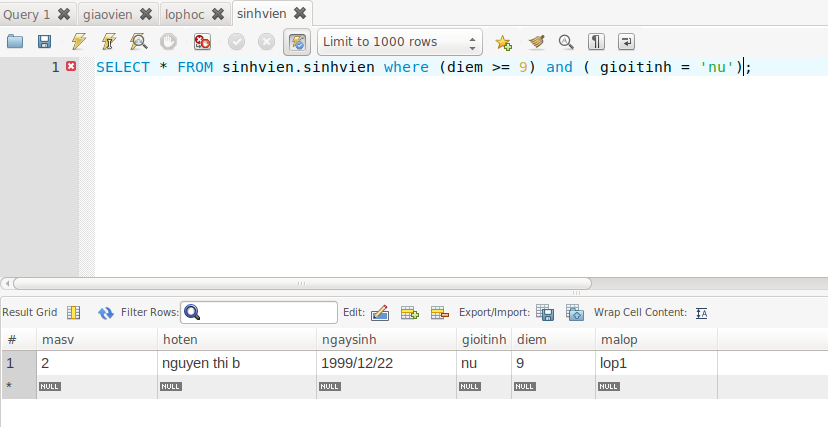 Query 1 giaovien lophoc sinhvien
Limit to 1000 rows
1 SELECT * FROM sinhvien.sinhvien where (diem >= 9) and ( gioitinh = 'nu');
Result Grid Filter Rows: Edit: Export/Import: Wrap Cell Content: IA
# masv hoten ngaysinh gioitinh diem malop
1 2 nguyen thi b 1999/12/22 nu 9 lop1
* NULL NULL NULL NULL NULL NULL